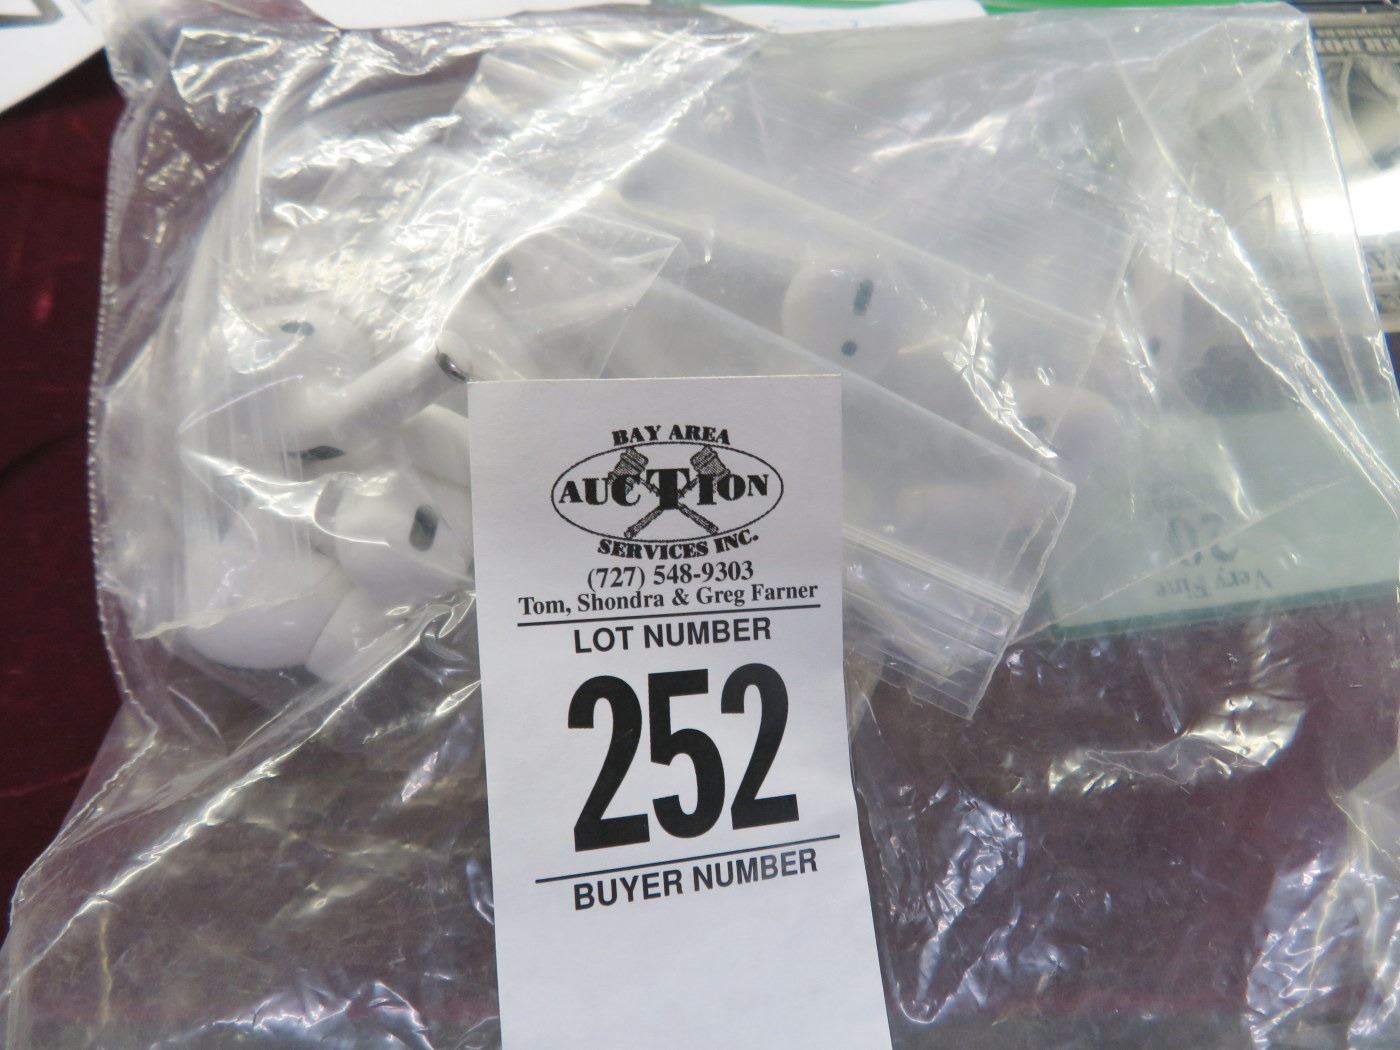 BAY AREA
AUCTION
SERVICES INC.
(727) 548-9303
Tom, Shondra & Greg Farner
LOT NUMBER
252
BUYER NUMBER
Very Fine